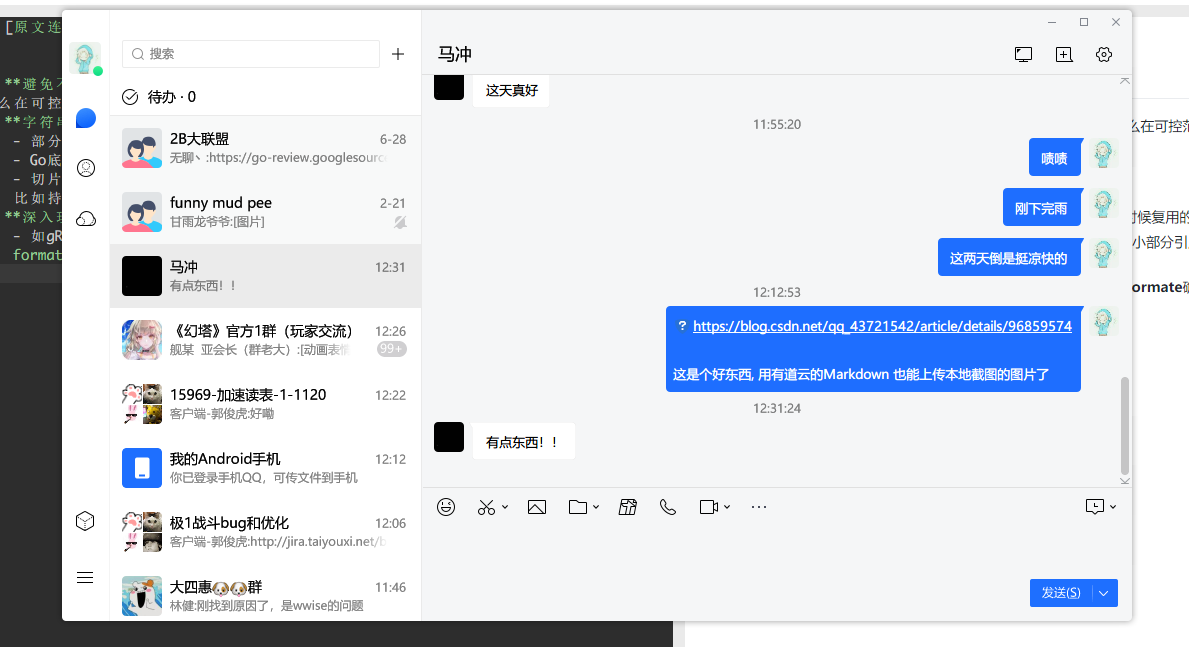 [原文连
**避免不
么在可控
**字符串
- 部分
- Go底
- 切片
比如持
**深入理
- 如gR
format
搜索
待办 · 0
2B大联盟 6-28
无聊丶:https://go-review.googlesourc
funny mud pee 2-21
甘雨龙爷爷:[图片]
马冲 12:31
有点东西！！
《幻塔》官方1群（玩家交流） 12:26
舰某 亚会长（群老大）:[动画表情 99+
15969-加速读表-1-1120 12:22
客户端-郭俊虎:好嘞
我的Android手机 12:12
你已登录手机QQ，可传文件到手机
极1战斗bug和优化 12:06
客户端-郭俊虎:http://jira.taiyouxi.net/b
大四惠🐶🐶群 11:46
林健:刚找到原因了，是wwise的问题
马冲
这天真好
11:55:20
啧啧
刚下完雨
这两天倒是挺凉快的
12:12:53
? https://blog.csdn.net/qq_43721542/article/details/96859574
这是个好东西, 用有道云的Markdown 也能上传本地截图的图片了
12:31:24
有点东西！！
发送(S)
么在可控范
时候复用的
小部分引
ormate确